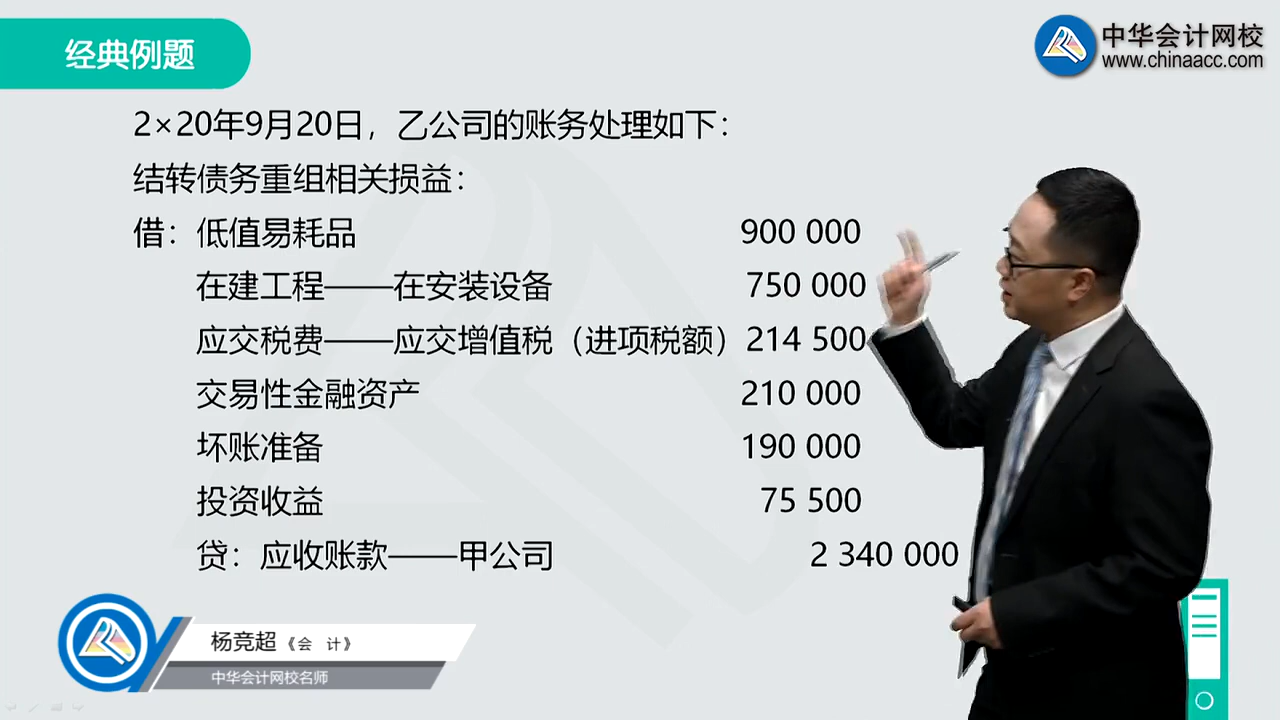 经典例题
中华会计网校
www.chinaacc.com
2×20年9月20日，乙公司的账务处理如下：
结转债务重组相关损益：
借：低值易耗品 900 000
在建工程——在安装设备 750 000
应交税费——应交增值税（进项税额）214 500
交易性金融资产 210 000
坏账准备 190 000
投资收益 75 500
贷：应收账款——甲公司 2 340 000
杨竞超《会 计》
中华会计网校名师